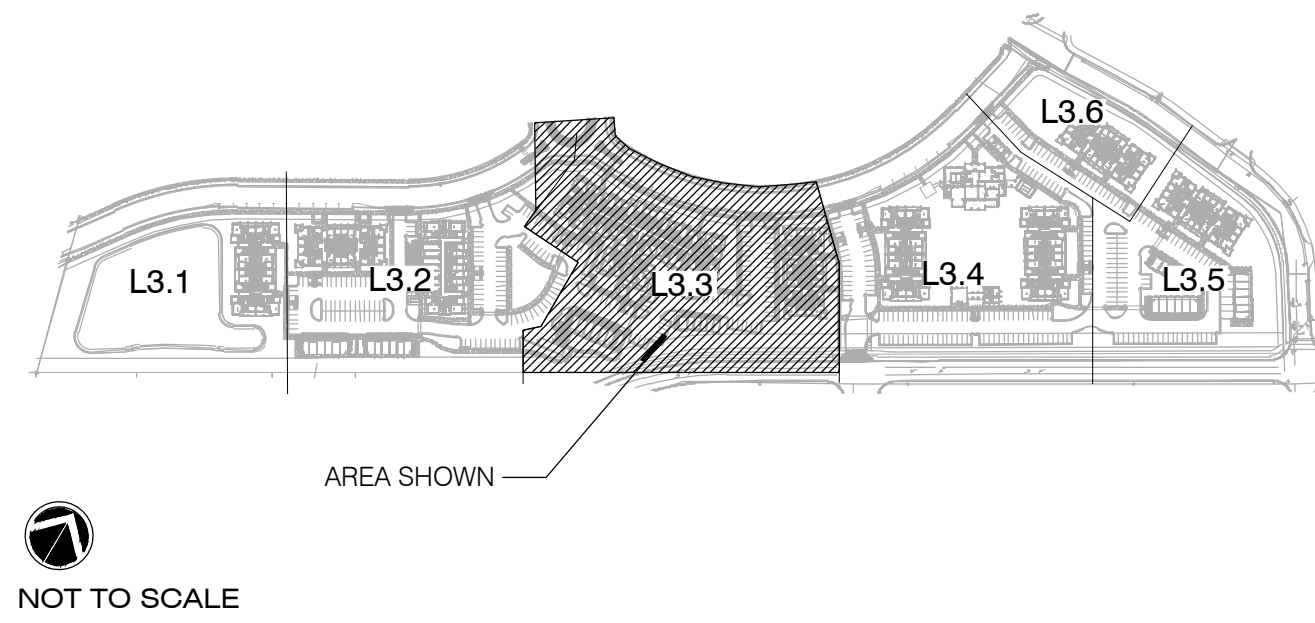 L3.6
L3.1
L3.2
L3.3
L3.4
L3.5
AREA SHOWN
NOT TO SCALE